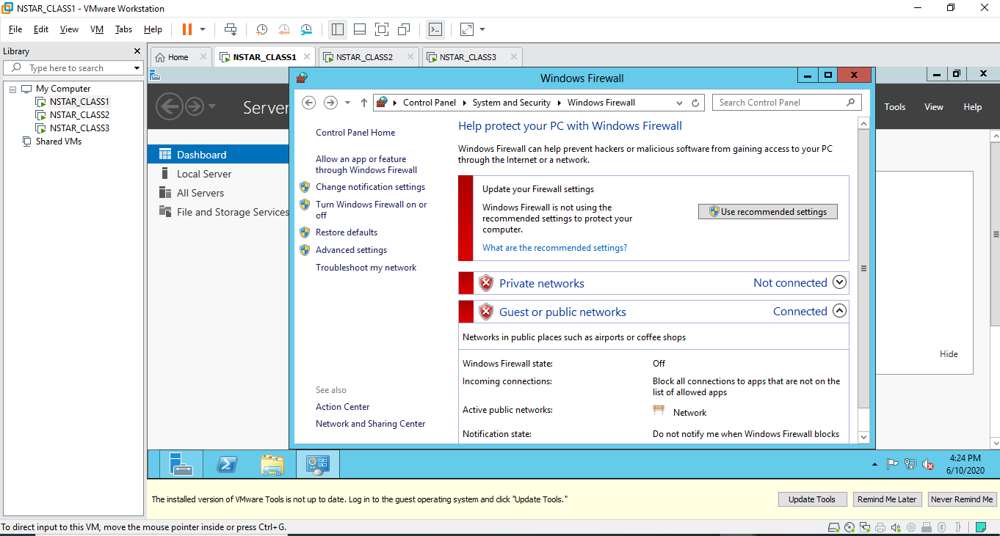 NSTAR_CLASS1 - VMware Workstation
File Edit View VM Tabs Help
Library
Type here to search
My Computer
NSTAR_CLASS1
NSTAR_CLASS2
NSTAR_CLASS3
Shared VMs
Home
NSTAR_CLASS1
NSTAR_CLASS2
NSTAR_CLASS3
Server
Tools View Help
Dashboard
Local Server
All Servers
File and Storage Services
Hide
Windows Firewall
Control Panel System and Security Windows Firewall
Search Control Panel
Control Panel Home
Allow an app or feature
through Windows Firewall
Change notification settings
Turn Windows Firewall on or
off
Restore defaults
Advanced settings
Troubleshoot my network
See also
Action Center
Network and Sharing Center
Help protect your PC with Windows Firewall
Windows Firewall can help prevent hackers or malicious software from gaining access to your PC
through the Internet or a network.
Update your Firewall settings
Windows Firewall is not using the
recommended settings to protect your
computer.
What are the recommended settings?
Use recommended settings
Private networks Not connected
Guest or public networks Connected
Networks in public places such as airports or coffee shops
Windows Firewall state: Off
Incoming connections: Block all connections to apps that are not on the
list of allowed apps
Active public networks: Network
Notification state: Do not notify me when Windows Firewall blocks
4:24 PM
6/10/2020
The installed version of VMware Tools is not up to date. Log in to the guest operating system and click "Update Tools."
Update Tools
Remind Me Later
Never Remind Me
To direct input to this VM, move the mouse pointer inside or press Ctrl+G.